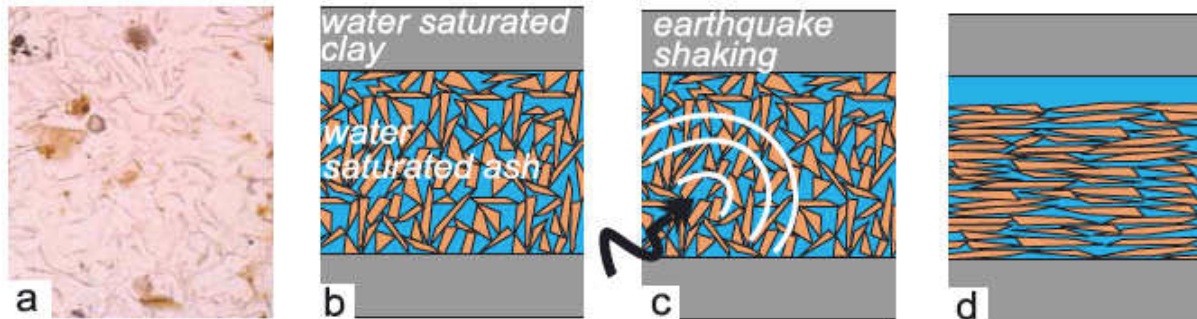 water saturated
clay
water
saturated ash
earthquake
shaking
a
b
c
d